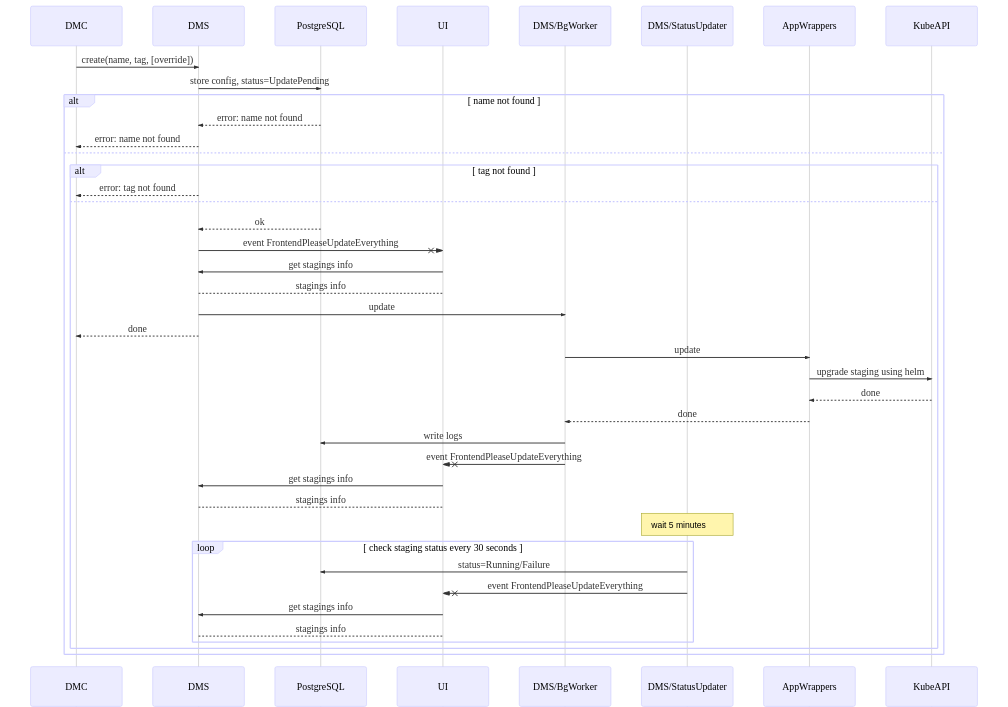 DMC
DMS
PostgreSQL
UI
DMS/BgWorker
DMS/StatusUpdater
AppWrappers
KubeAPI
create(name, tag, [override])
store config, status=UpdatePending
alt
[ name not found ]
error: name not found
error: name not found
alt
[ tag not found ]
error: tag not found
ok
event FrontendPleaseUpdateEverything
get stagings info
stagings info
update
done
update
upgrade staging using helm
done
done
write logs
event FrontendPleaseUpdateEverything
get stagings info
stagings info
wait 5 minutes
loop
[ check staging status every 30 seconds ]
status=Running/Failure
event FrontendPleaseUpdateEverything
get stagings info
stagings info
DMC
DMS
PostgreSQL
UI
DMS/BgWorker
DMS/StatusUpdater
AppWrappers
KubeAPI